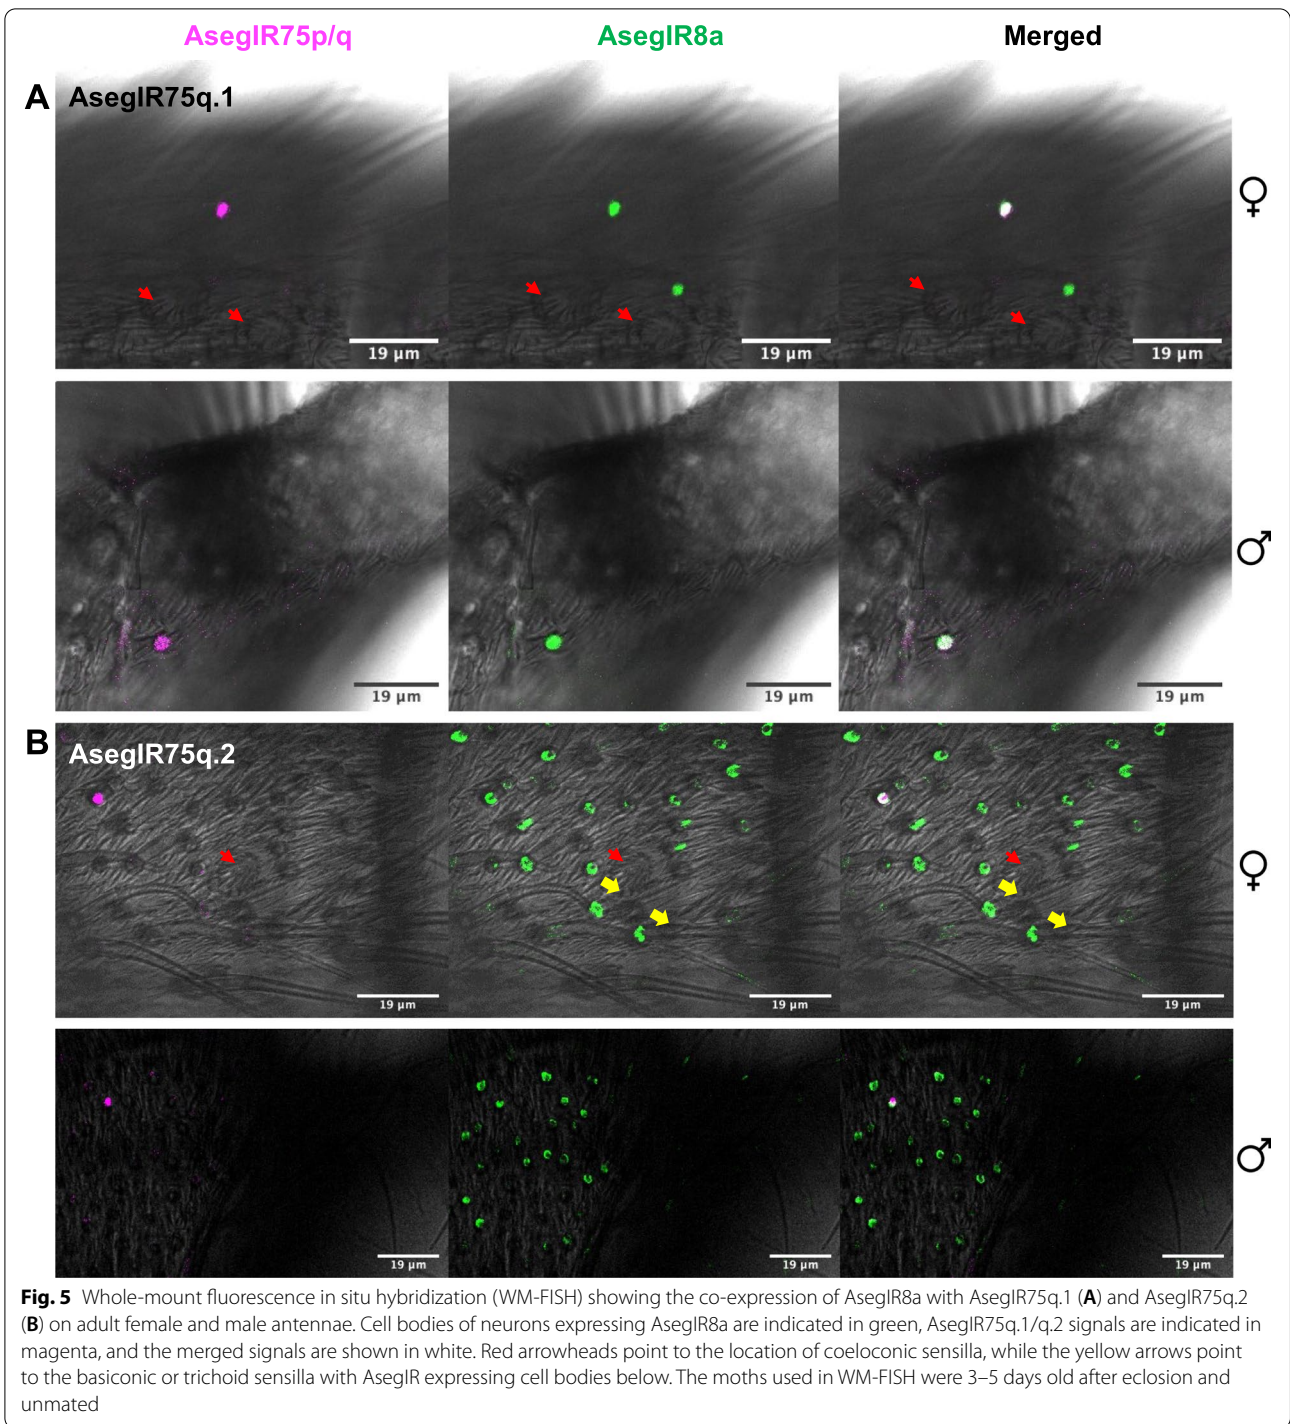 AsegIR75p/q AsegIR8a Merged
A AsegIR75q.1
♀
19 µm 19 µm 19 µm
♂
19 µm 19 µm 19 µm
B AsegIR75q.2
♀
19 µm 19 µm 19 µm
♂
19 µm 19 µm 19 µm
Fig. 5 Whole-mount fluorescence in situ hybridization (WM-FISH) showing the co-expression of AsegIR8a with AsegIR75q.1 (A) and AsegIR75q.2
(B) on adult female and male antennae. Cell bodies of neurons expressing AsegIR8a are indicated in green, AsegIR75q.1/q.2 signals are indicated in
magenta, and the merged signals are shown in white. Red arrowheads point to the location of coeloconic sensilla, while the yellow arrows point
to the basiconic or trichoid sensilla with AsegIR expressing cell bodies below. The moths used in WM-FISH were 3–5 days old after eclosion and
unmated